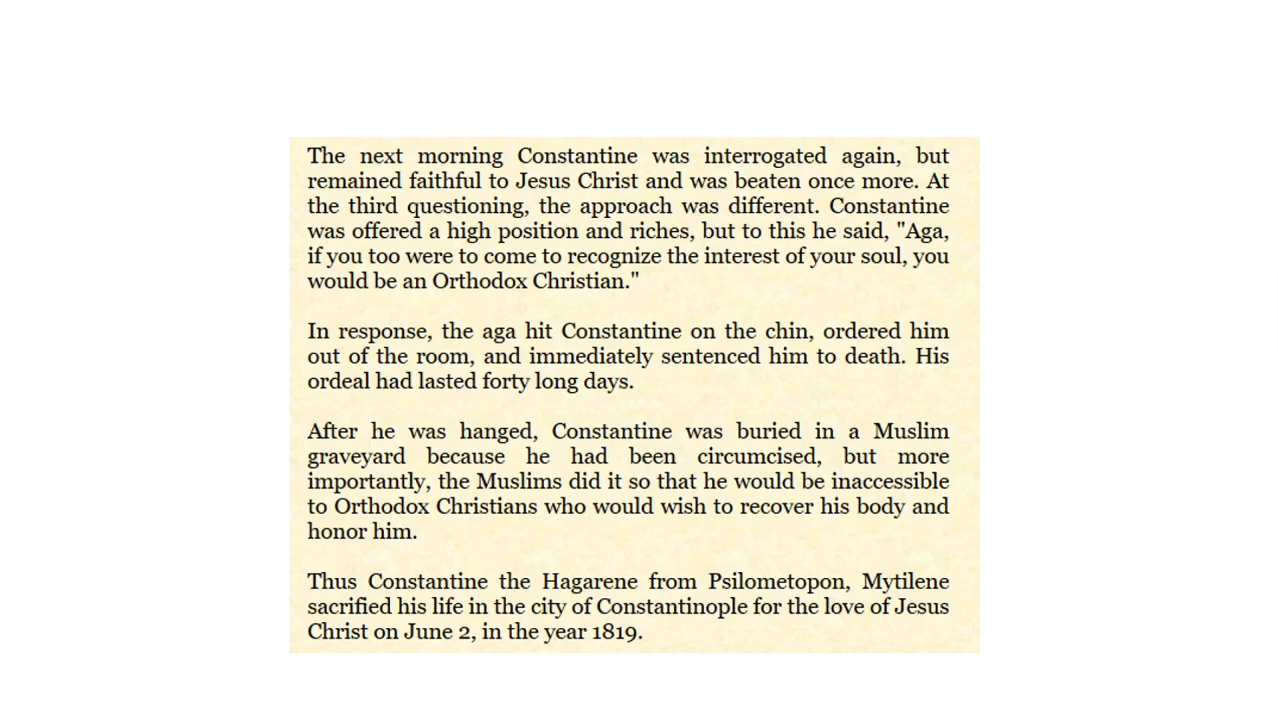 The next morning Constantine was interrogated again, but
remained faithful to Jesus Christ and was beaten once more. At
the third questioning, the approach was different. Constantine
was offered a high position and riches, but to this he said, "Aga,
if you too were to come to recognize the interest of your soul, you
would be an Orthodox Christian."
In response, the aga hit Constantine on the chin, ordered him
out of the room, and immediately sentenced him to death. His
ordeal had lasted forty long days.
After he was hanged, Constantine was buried in a Muslim
graveyard because he had been circumcised, but more
importantly, the Muslims did it so that he would be inaccessible
to Orthodox Christians who would wish to recover his body and
honor him.
Thus Constantine the Hagarene from Psilometopon, Mytilene
sacrified his life in the city of Constantinople for the love of Jesus
Christ on June 2, in the year 1819.